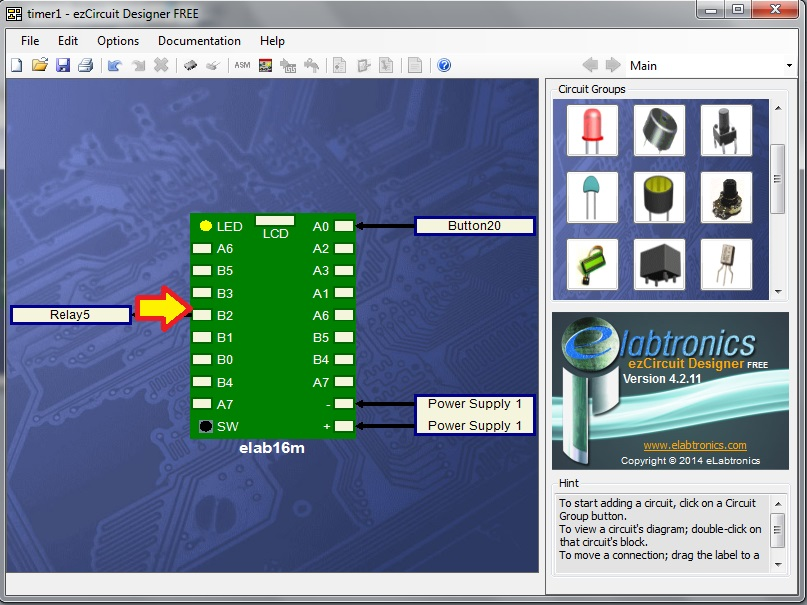 timer1 - ezCircuit Designer FREE
File Edit Options Documentation Help
ASM
Main
Circuit Groups
LED
LCD
A0
Button20
A6
A2
B5
A3
B3
A1
Relay5
B2
A6
B1
B5
B0
B4
B4
A7
A7
-
Power Supply 1
SW
+
Power Supply 1
elab16m
elabtronics
ezCircuit Designer FREE
Version 4.2.11
www.elabtronics.com
Copyright © 2014 eLabtronics
Hint
To start adding a circuit, click on a Circuit
Group button.
To view a circuit's diagram; double-click on
that circuit's block.
To move a connection; drag the label to a